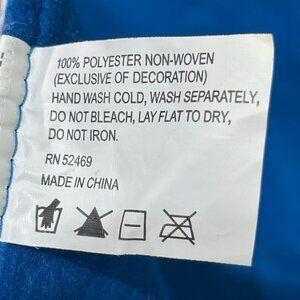 100% POLYESTER NON-WOVEN
(EXCLUSIVE OF DECORATION)
HAND WASH COLD, WASH SEPARATELY,
DO NOT BLEACH, LAY FLAT TO DRY,
DO NOT IRON.
RN 52469
MADE IN CHINA